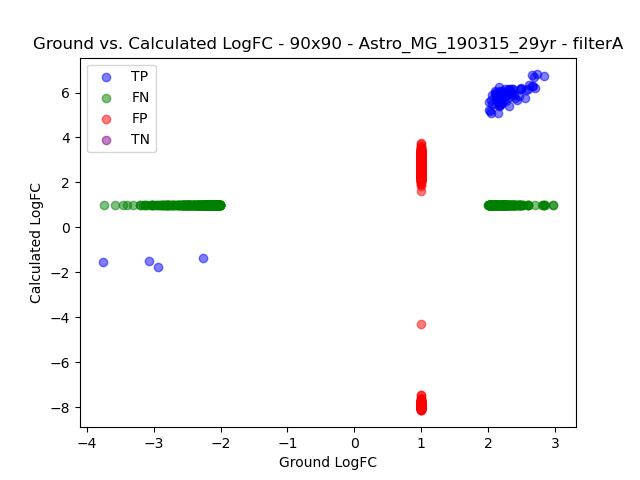 Ground vs. Calculated LogFC - 90x90 - Astro_MG_190315_29yr - filterA
TP
FN
FP
TN
6
4
2
0
−2
−4
−6
−8
Calculated LogFC
−4
−3
−2
−1
0
1
2
3
Ground LogFC